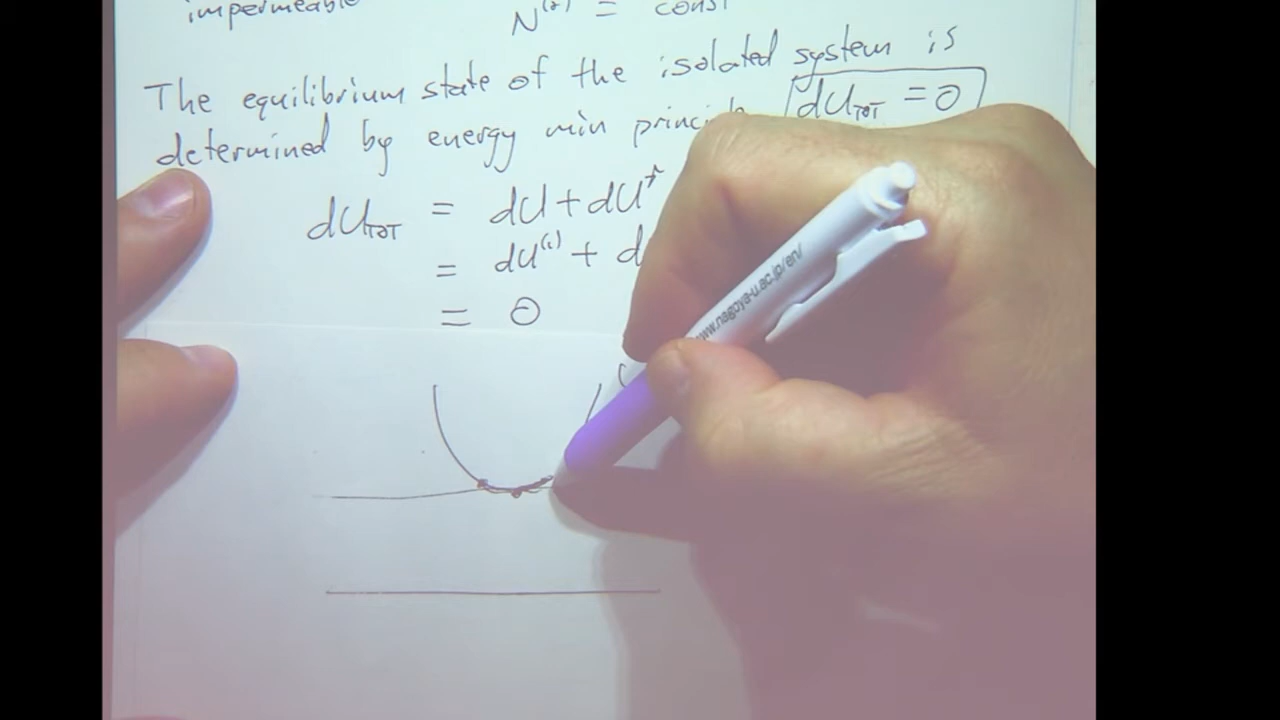 impermeable N⁽²⁾ = const
The equilibrium state of the isolated system is
determined by energy min dU_TOT = 0
dU_TOT = dU + dU^r
= dU⁽¹⁾ + d
= 0
www.nagoya-u.ac.jp/en/